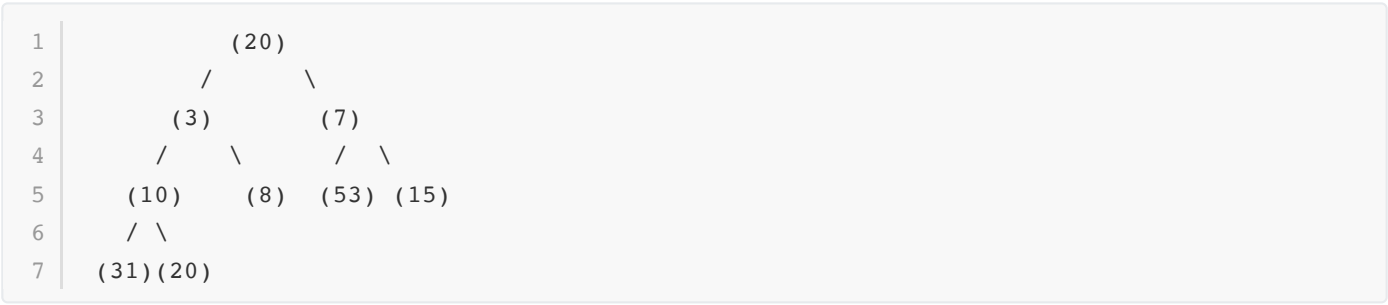 1 (20)
2 / \
3 (3) (7)
4 / \ / \
5 (10) (8) (53) (15)
6 / \
7 (31)(20)